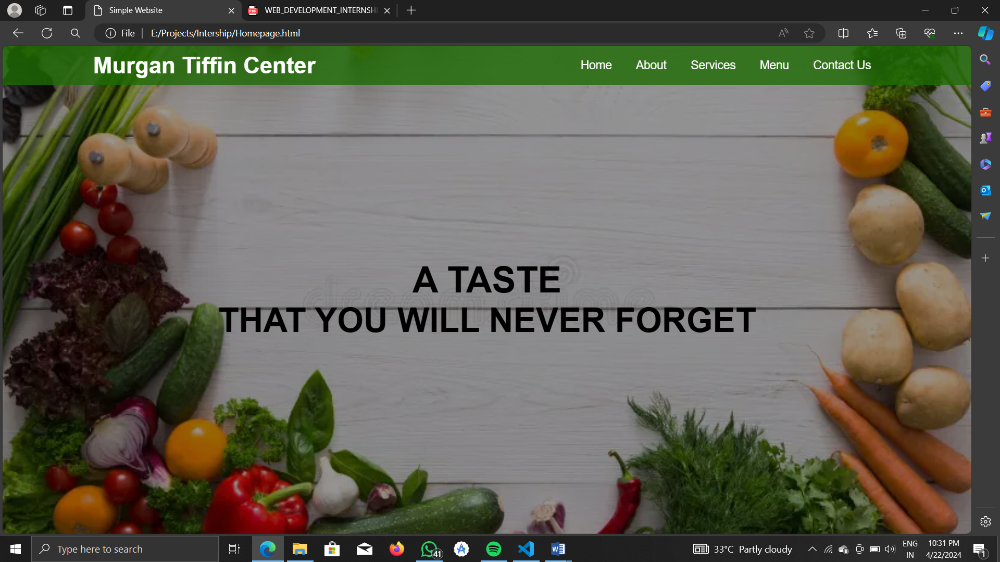 Simple Website
WEB_DEVELOPMENT_INTERNSHI
File
E:/Projects/Intership/Homepage.html
Murgan Tiffin Center
Home
About
Services
Menu
Contact Us
A TASTE
THAT YOU WILL NEVER FORGET
dreamstime
Type here to search
41
33°C Partly cloudy
ENG
IN
10:31 PM
4/22/2024
1